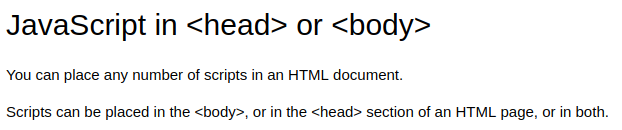 JavaScript in <head> or <body>
You can place any number of scripts in an HTML document.
Scripts can be placed in the <body>, or in the <head> section of an HTML page, or in both.